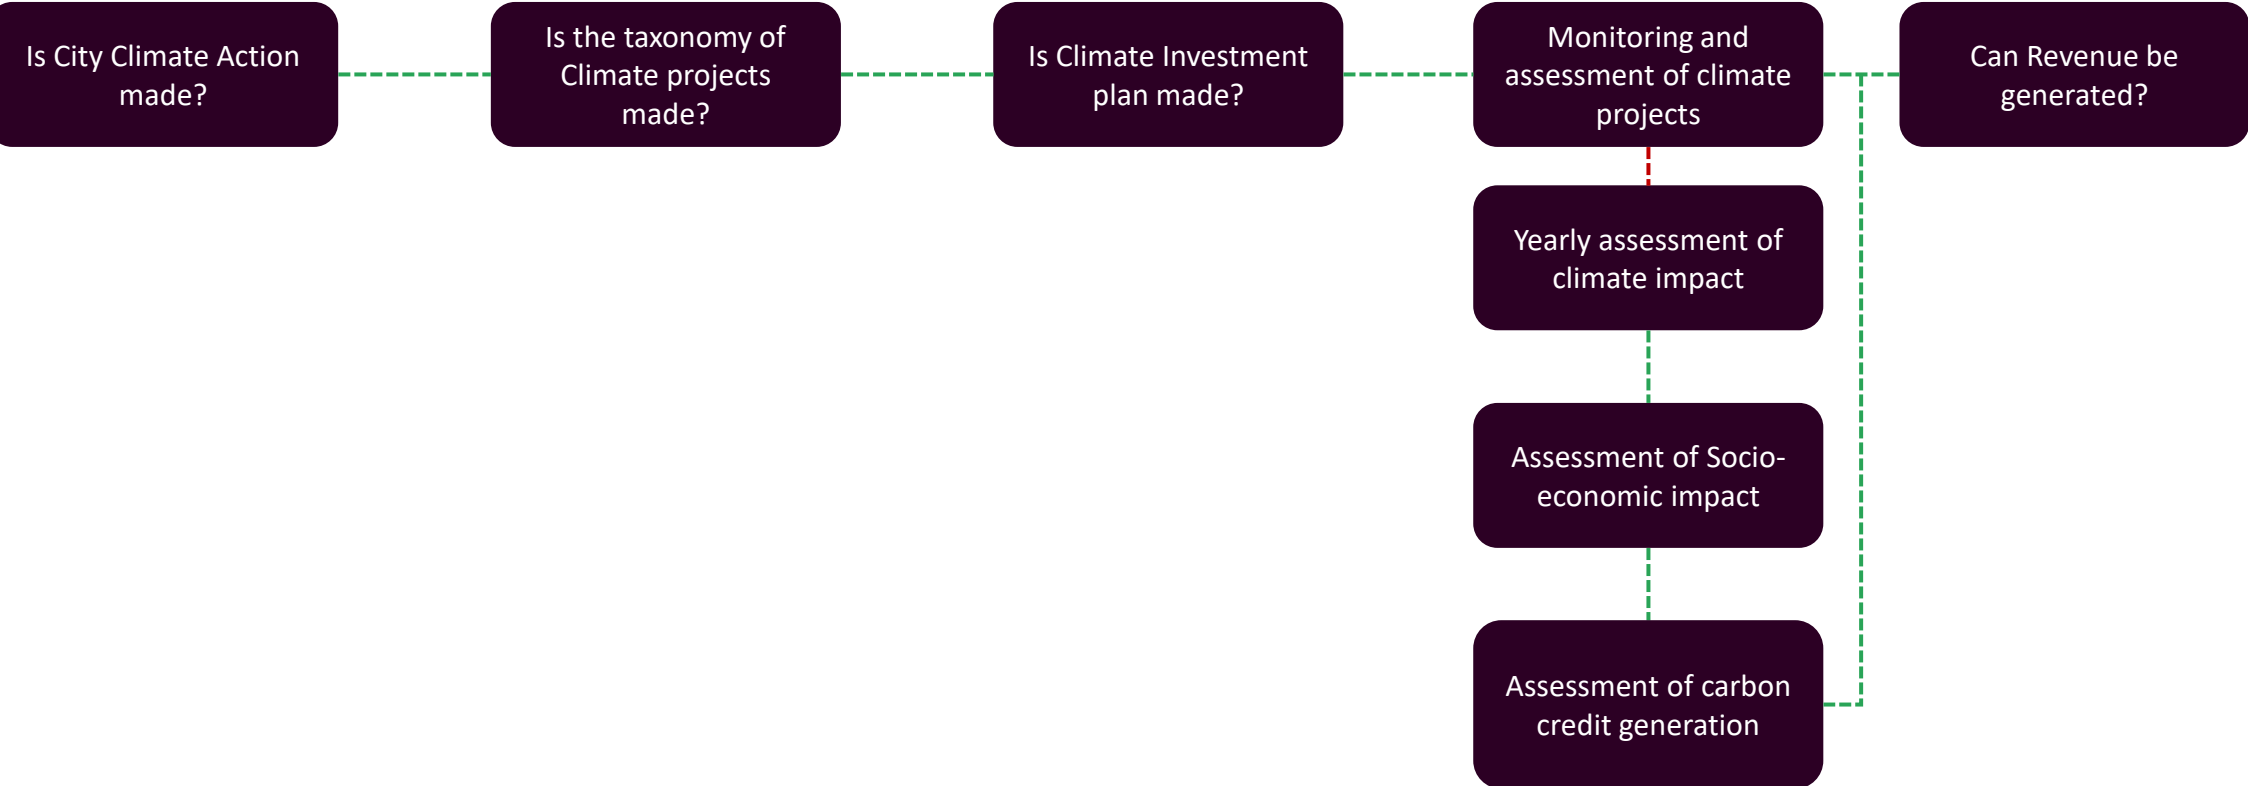 Is City Climate Action
made?
Is the taxonomy of
Climate projects
made?
Is Climate Investment
plan made?
Monitoring and
assessment of climate
projects
Can Revenue be
generated?
Yearly assessment of
climate impact
Assessment of Socio-
economic impact
Assessment of carbon
credit generation